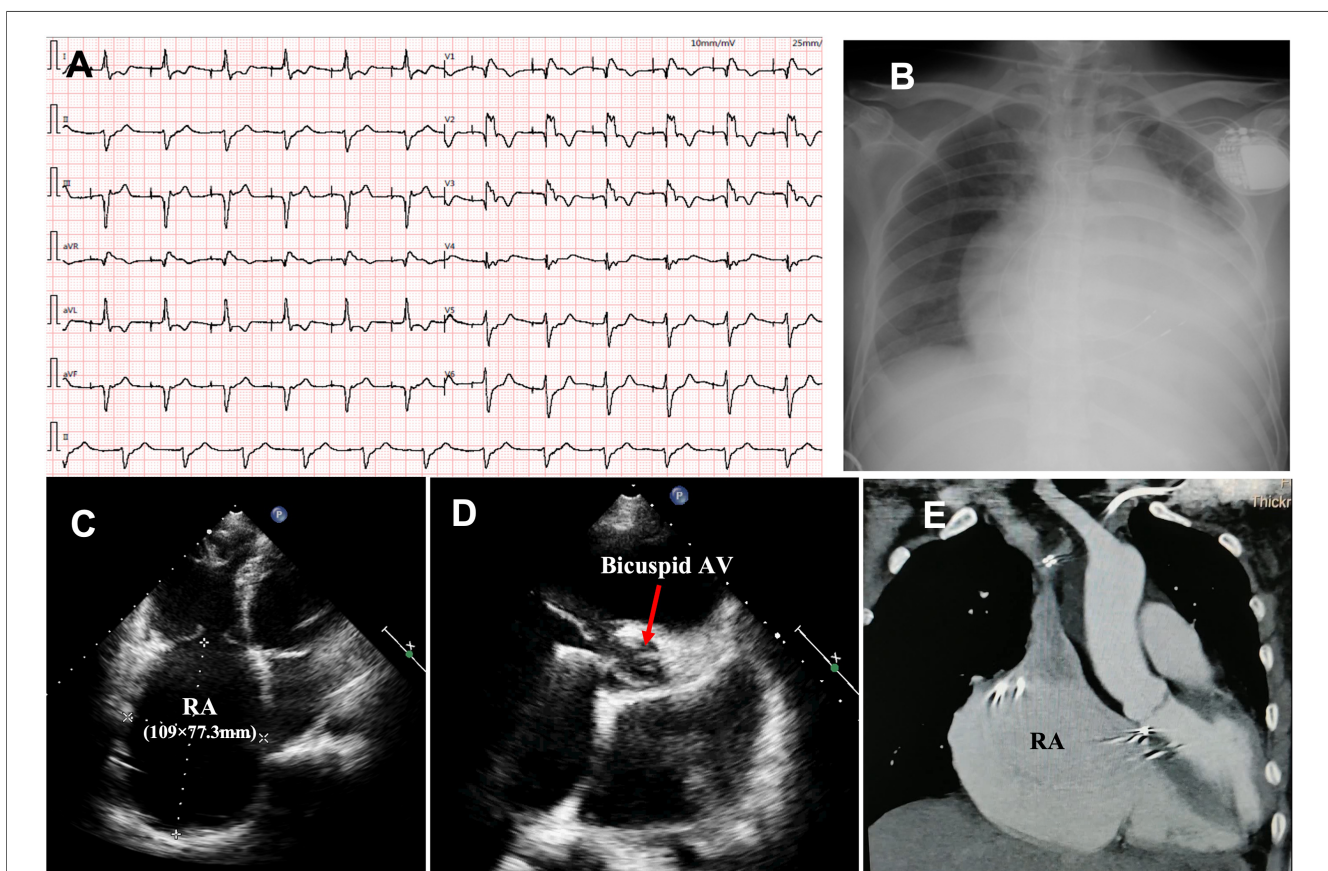 A
I
V1
10mm/mV
25mm/
II
V2
III
V3
aVR
V4
aVL
V5
aVF
V6
II
B
C
P
RA
(109×77.3mm)
D
P
Bicuspid AV
E
Thickn
RA